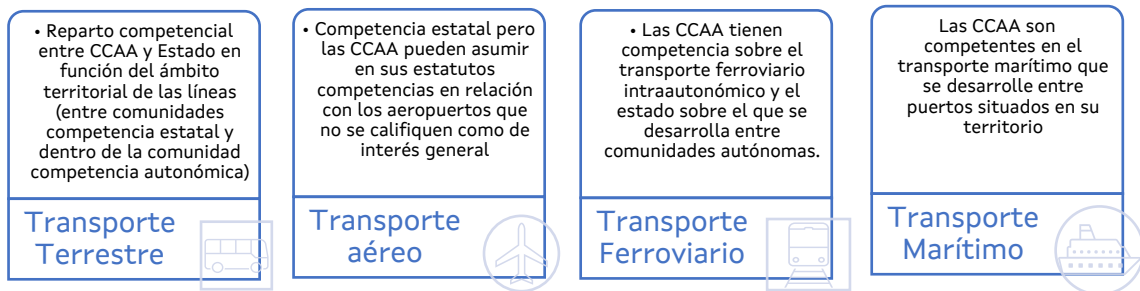 • Reparto competencial
entre CCAA y Estado en
función del ámbito
territorial de las líneas
(entre comunidades
competencia estatal y
dentro de la comunidad
competencia autonómica)
Transporte
Terrestre
• Competencia estatal pero
las CCAA pueden asumir
en sus estatutos
competencias en relación
con los aeropuertos que
no se califiquen como de
interés general
Transporte
aéreo
• Las CCAA tienen
competencia sobre el
transporte ferroviario
intraautonómico y el
estado sobre el que se
desarrolla entre
comunidades autónomas.
Transporte
Ferroviario
Las CCAA son
competentes en el
transporte marítimo que
se desarrolle entre
puertos situados en su
territorio
Transporte
Marítimo